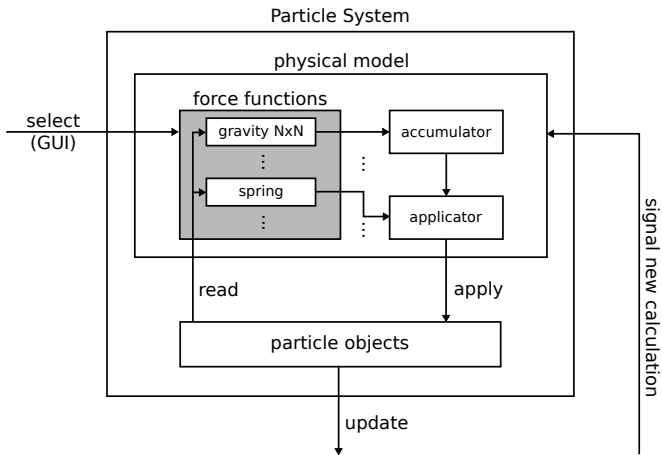 Particle System
physical model
force functions
select
(GUI)
gravity NxN
accumulator
⋮
⋮
spring
applicator
⋮
⋮
signal new calculation
read
apply
particle objects
update